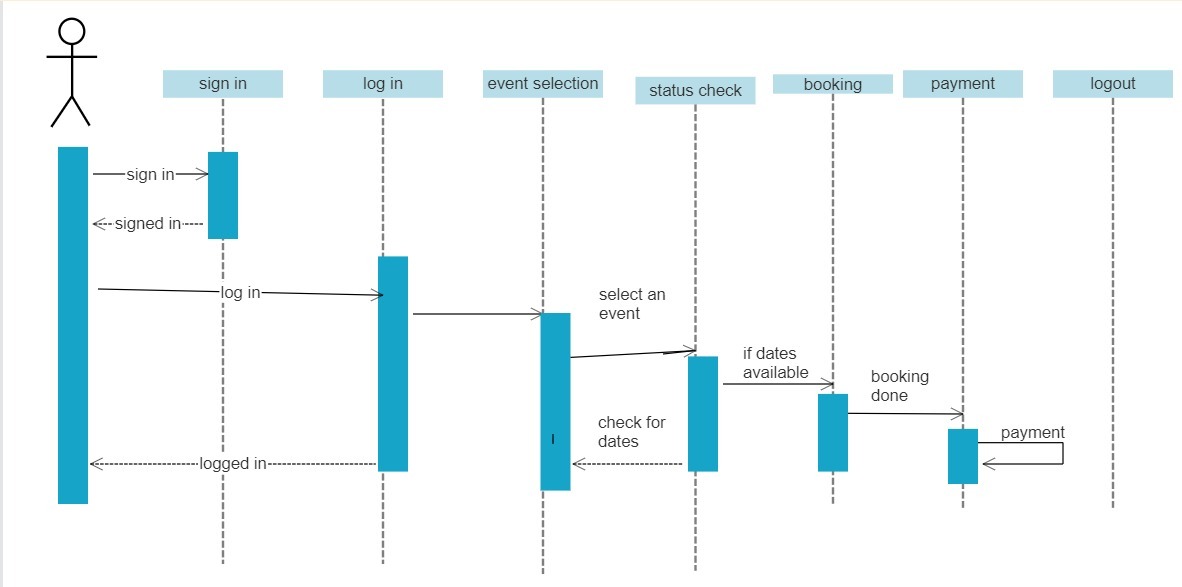 sign in
log in
event selection
status check
booking
payment
logout
sign in
signed in
log in
select an
event
if dates
available
booking
done
check for
dates
payment
logged in
I